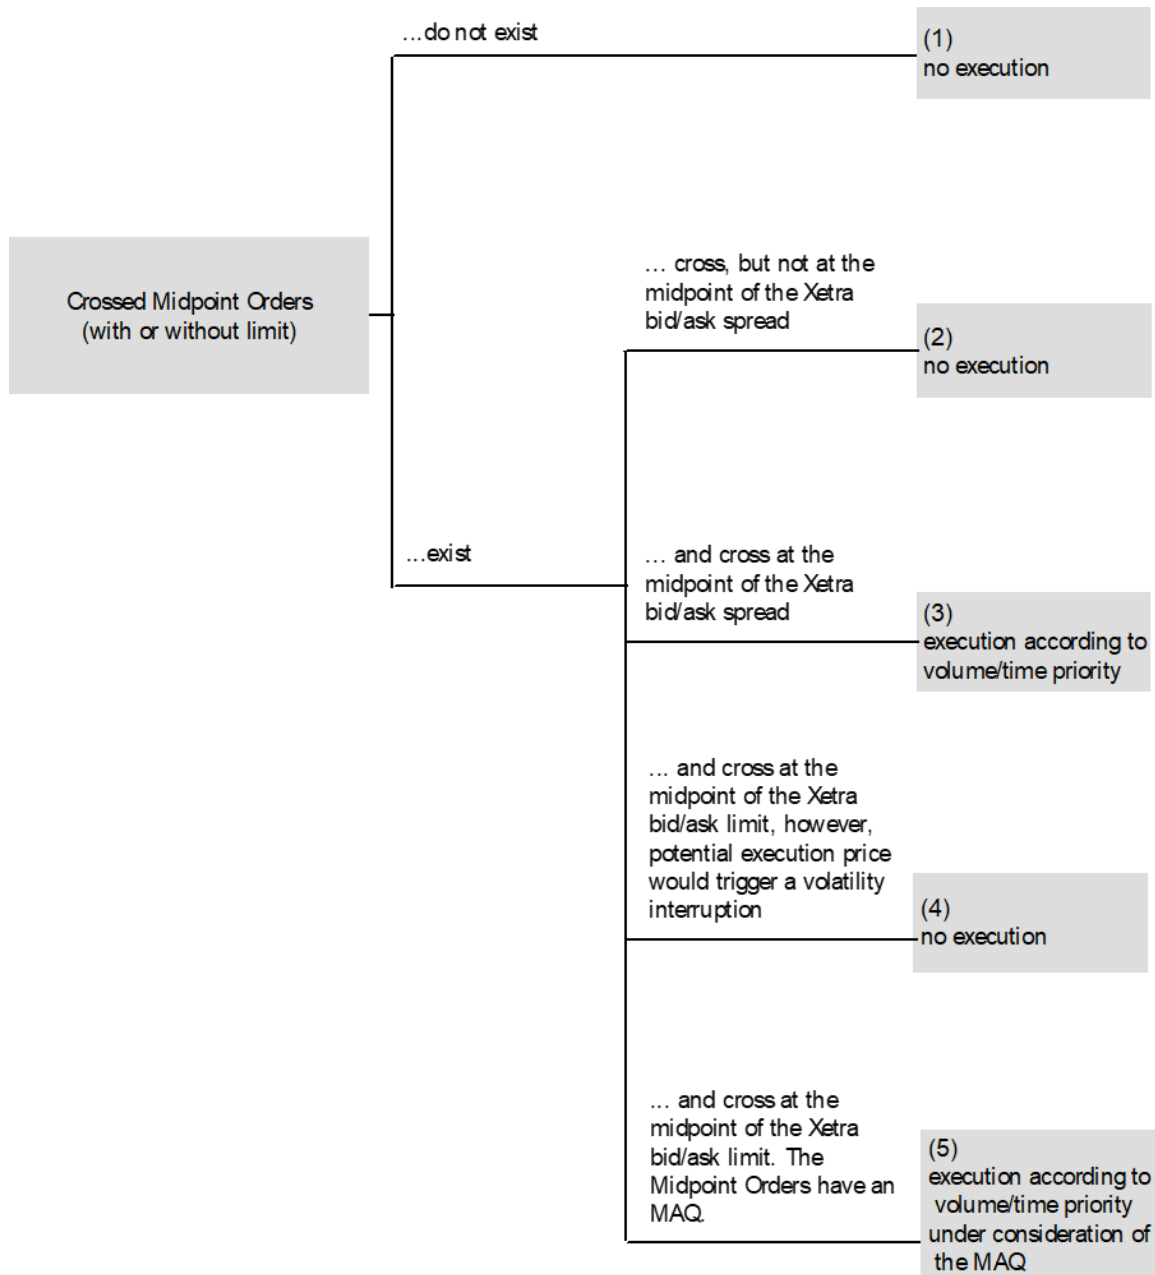 ...do not exist
(1)
no execution
Crossed Midpoint Orders
(with or without limit)
... cross, but not at the
midpoint of the Xetra
bid/ask spread
(2)
no execution
...exist
... and cross at the
midpoint of the Xetra
bid/ask spread
(3)
execution according to
volume/time priority
... and cross at the
midpoint of the Xetra
bid/ask limit, however,
potential execution price
would trigger a volatility
interruption
(4)
no execution
... and cross at the
midpoint of the Xetra
bid/ask limit. The
Midpoint Orders have an
MAQ.
(5)
execution according to
volume/time priority
under consideration of
the MAQ